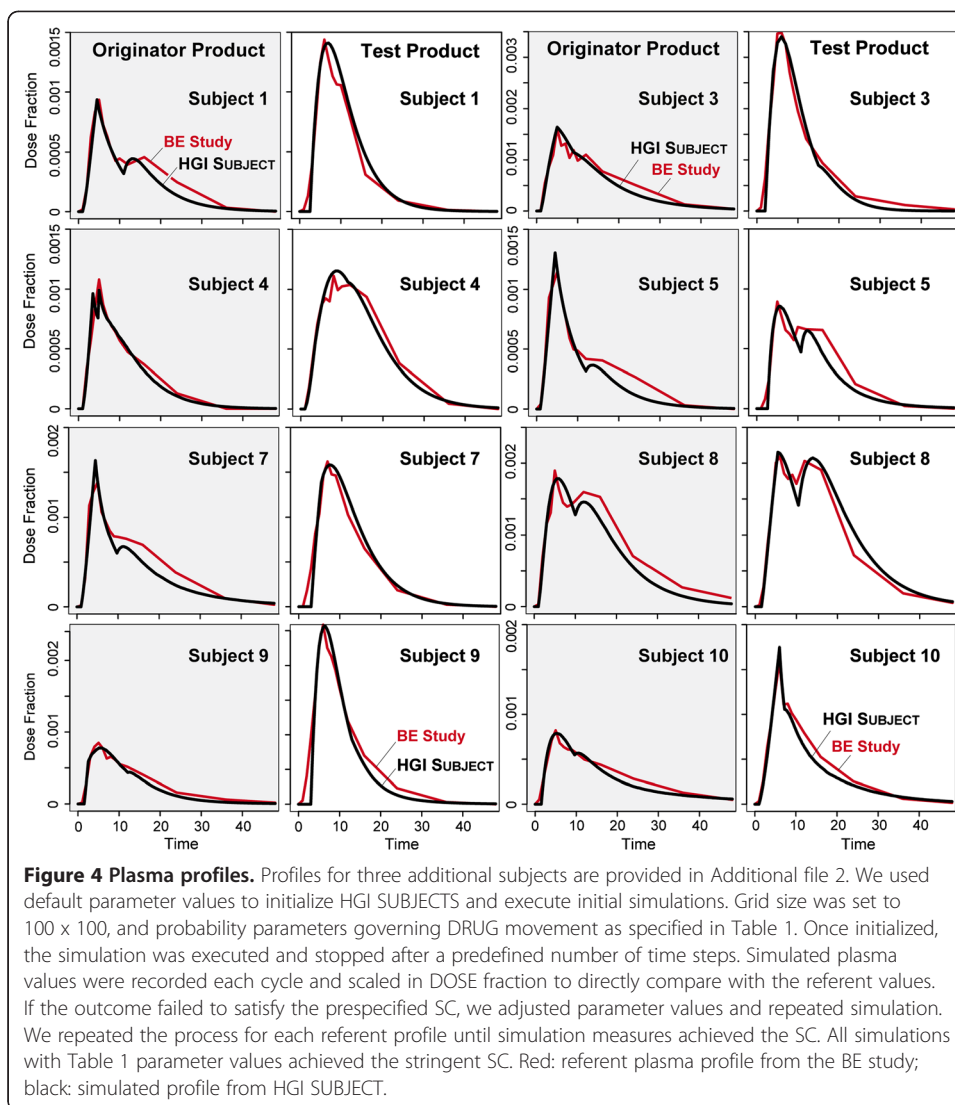 Originator Product
Test Product
Originator Product
Test Product
Dose Fraction
0.0015
0.001
0.0005
0
Subject 1
BE Study
HGI SUBJECT
Subject 1
0.003
0.002
0.001
0.001
0
Subject 3
HGI SUBJECT
BE Study
Subject 3
Dose Fraction
0.0015
0.001
0.0005
0
Subject 4
Subject 4
0.0015
0.001
0.0005
0
Subject 5
Subject 5
Dose Fraction
0.002
0.001
0
Subject 7
Subject 7
0.002
0.001
0
Subject 8
Subject 8
Dose Fraction
0.002
0.001
0
Subject 9
Subject 9
BE Study
HGI SUBJECT
0.002
0.001
0
Subject 10
Subject 10
HGI SUBJECT
BE Study
0 10 20 30 40
0 10 20 30 40
0 10 20 30 40
0 10 20 30 40
Time
Time
Time
Time
Figure 4 Plasma profiles. Profiles for three additional subjects are provided in Additional file 2. We used
default parameter values to initialize HGI SUBJECTS and execute initial simulations. Grid size was set to
100 x 100, and probability parameters governing DRUG movement as specified in Table 1. Once initialized,
the simulation was executed and stopped after a predefined number of time steps. Simulated plasma
values were recorded each cycle and scaled in DOSE fraction to directly compare with the referent values.
If the outcome failed to satisfy the prespecified SC, we adjusted parameter values and repeated simulation.
We repeated the process for each referent profile until simulation measures achieved the SC. All simulations
with Table 1 parameter values achieved the stringent SC. Red: referent plasma profile from the BE study;
black: simulated profile from HGI SUBJECT.